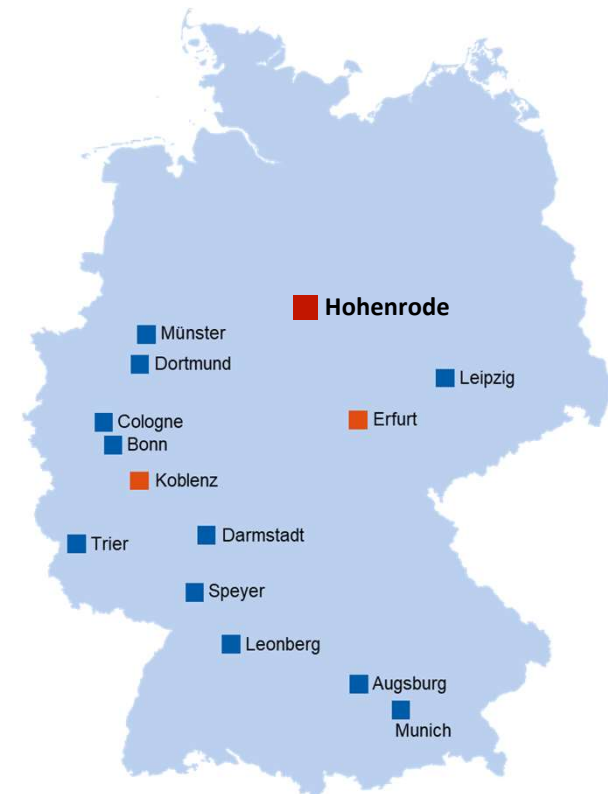 Hohenrode
Münster
Dortmund
Leipzig
Erfurt
Cologne
Bonn
Koblenz
Darmstadt
Trier
Speyer
Leonberg
Augsburg
Munich